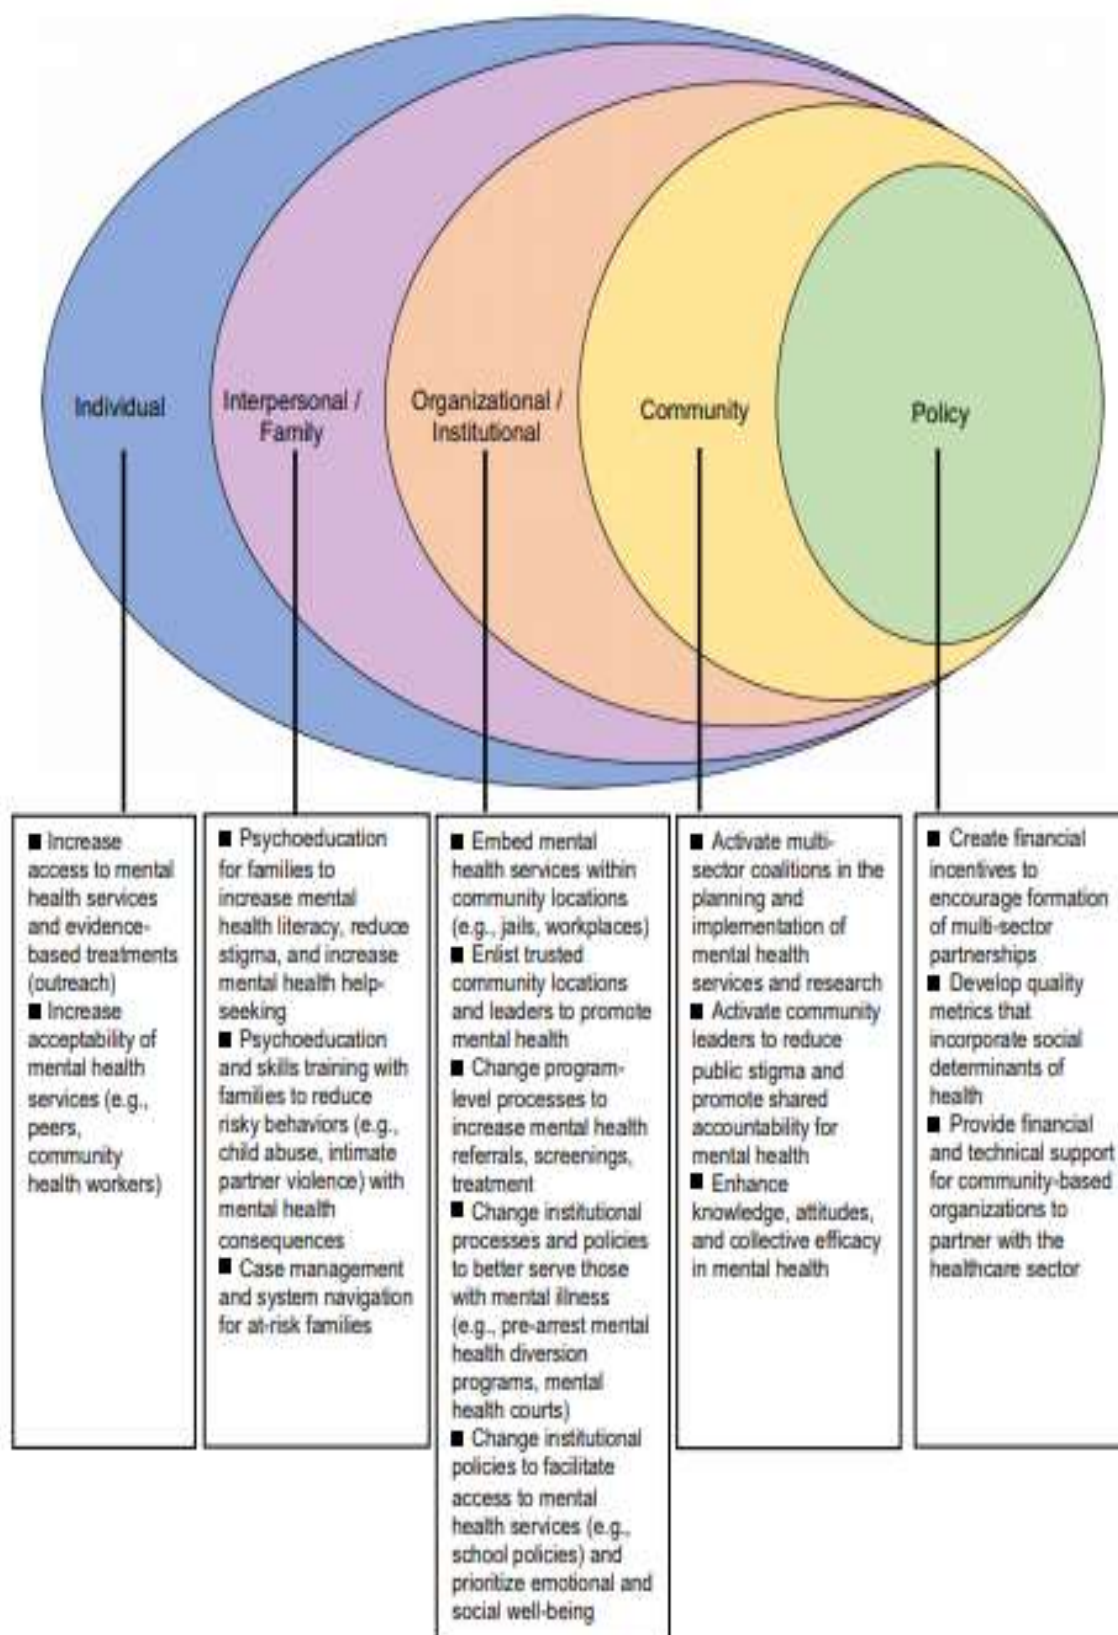 Individual
Interpersonal /
Family
Organizational /
Institutional
Community
Policy
■ Increase
access to mental
health services
and evidence-
based treatments
(outreach)
■ Increase
acceptability of
mental health
services (e.g.,
peers,
community
health workers)
■ Psychoeducation
for families to
increase mental
health literacy, reduce
stigma, and increase
mental health help-
seeking
■ Psychoeducation
and skills training with
families to reduce
risky behaviors (e.g.,
child abuse, intimate
partner violence) with
mental health
consequences
■ Case management
and system navigation
for at-risk families
■ Embed mental
health services within
community locations
(e.g., jails, workplaces)
■ Enlist trusted
community locations
and leaders to promote
mental health
■ Change program-
level processes to
increase mental health
referrals, screenings,
treatment
■ Change institutional
processes and policies
to better serve those
with mental illness
(e.g., pre-arrest mental
health diversion
programs, mental
health courts)
■ Change institutional
policies to facilitate
access to mental
health services (e.g.,
school policies) and
prioritize emotional and
social well-being
■ Activate multi-
sector coalitions in the
planning and
implementation of
mental health
services and research
■ Activate community
leaders to reduce
public stigma and
promote shared
accountability for
mental health
■ Enhance
knowledge, attitudes,
and collective efficacy
in mental health
■ Create financial
incentives to
encourage formation
of multi-sector
partnerships
■ Develop quality
metrics that
incorporate social
determinants of
health
■ Provide financial
and technical support
for community-based
organizations to
partner with the
healthcare sector